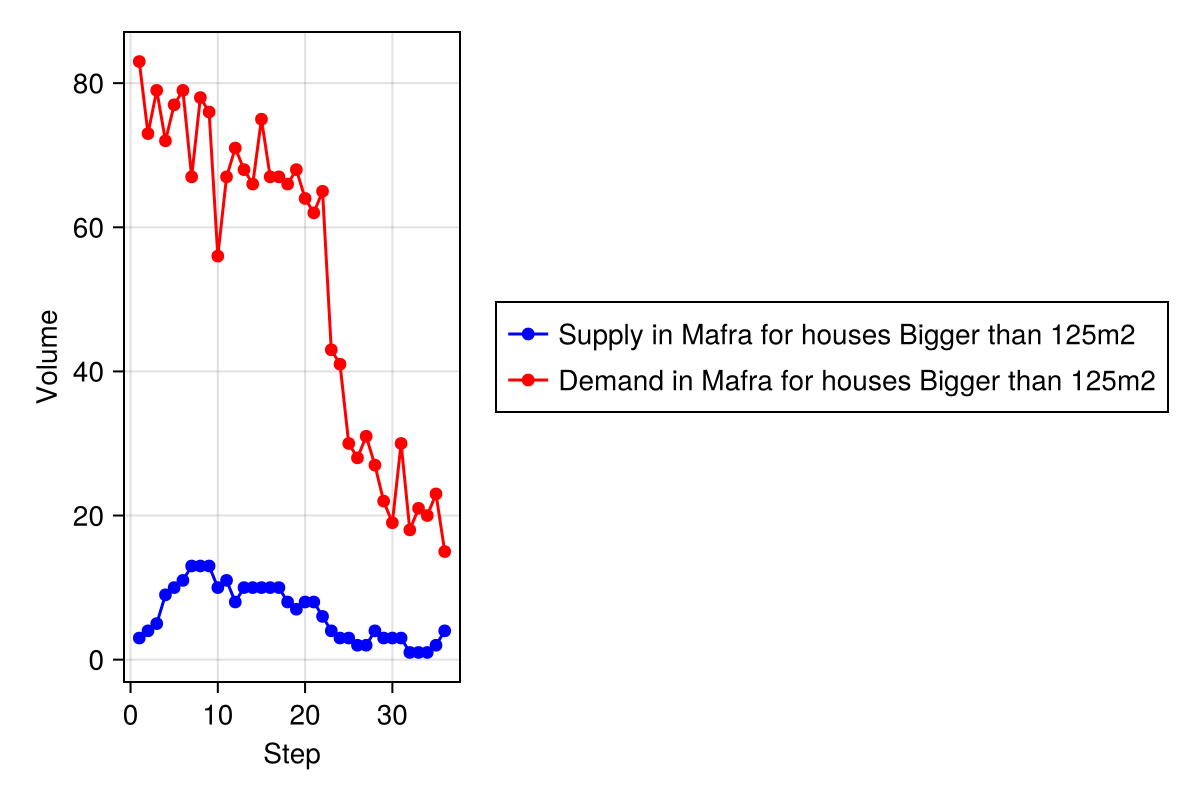 80
60
40
20
0
Volume
0 10 20 30
Step
Supply in Mafra for houses Bigger than 125m2
Demand in Mafra for houses Bigger than 125m2